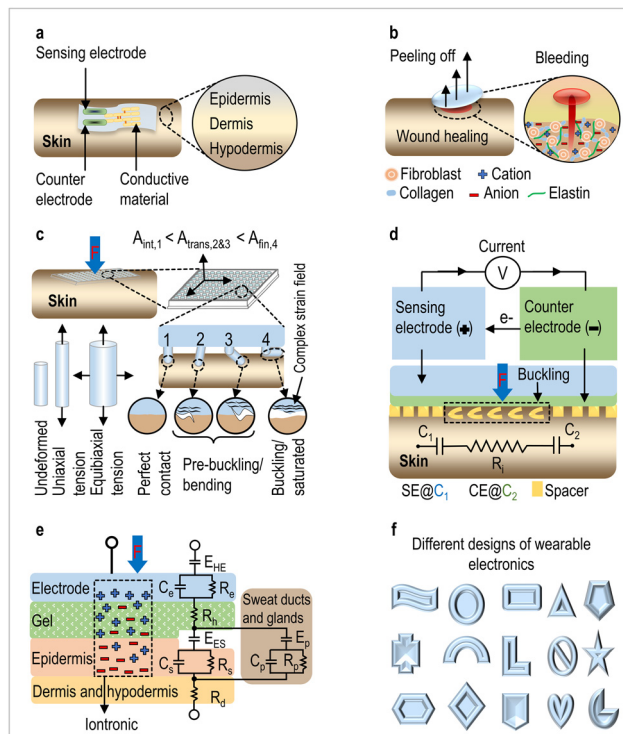 a
Sensing electrode
Epidermis
Dermis
Hypodermis
Skin
Counter
electrode
Conductive
material
b
Peeling off
Bleeding
Wound healing
Fibroblast
Cation
Collagen
Anion
Elastin
c
A int,1 < A trans,2&3 < A fin,4
F
Skin
1
2
3
4
Complex strain field
Undeformed
Uniaxial
tension
Equibiaxial
tension
Perfect
contact
Pre-buckling/
bending
Buckling/
saturated
d
Current
V
Sensing
electrode (+)
e-
Counter
electrode (-)
F
Buckling
C1
C2
Ri
Skin
SE@C1
CE@C2
Spacer
e
F
EHE
Electrode
Ce
Re
Gel
Rh
Sweat ducts
and glands
EES
Ep
Epidermis
Cs
Rs
Cp
Rp
Dermis and hypodermis
Rd
Iontronic
f
Different designs of wearable
electronics